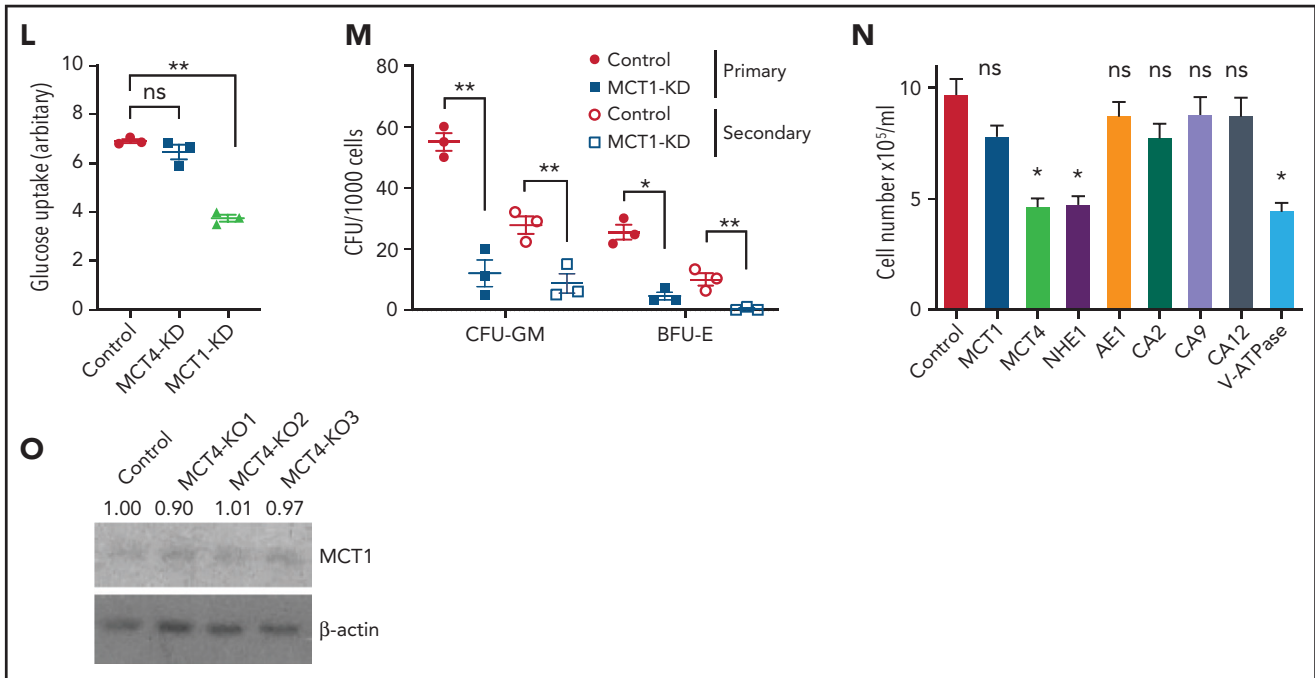 L
Glucose uptake (arbitrary)
10
8
6
4
2
0
**
ns
Control
MCT4-KD
MCT1-KD
M
CFU/1000 cells
80
60
40
20
0
**
**
*
**
Control
MCT1-KD
Primary
Control
MCT1-KD
Secondary
CFU-GM
BFU-E
N
Cell number x10⁵/ml
10
5
0
ns
*
*
ns
ns
ns
ns
*
Control
MCT1
MCT4
NHE1
AE1
CA2
CA9
CA12
V-ATPase
O
Control
MCT4-KO1
MCT4-KO2
MCT4-KO3
1.00 0.90 1.01 0.97
MCT1
β-actin